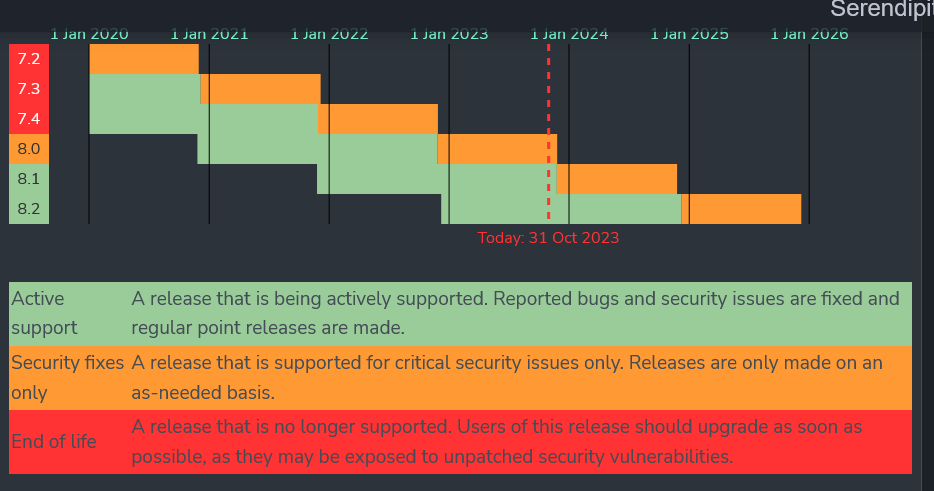 Serendipit
1 Jan 2020 1 Jan 2021 1 Jan 2022 1 Jan 2023 1 Jan 2024 1 Jan 2025 1 Jan 2026
7.2
7.3
7.4
8.0
8.1
8.2
Today: 31 Oct 2023
Active support
A release that is being actively supported. Reported bugs and security issues are fixed and
regular point releases are made.
Security fixes only
A release that is supported for critical security issues only. Releases are only made on an
as-needed basis.
End of life
A release that is no longer supported. Users of this release should upgrade as soon as
possible, as they may be exposed to unpatched security vulnerabilities.